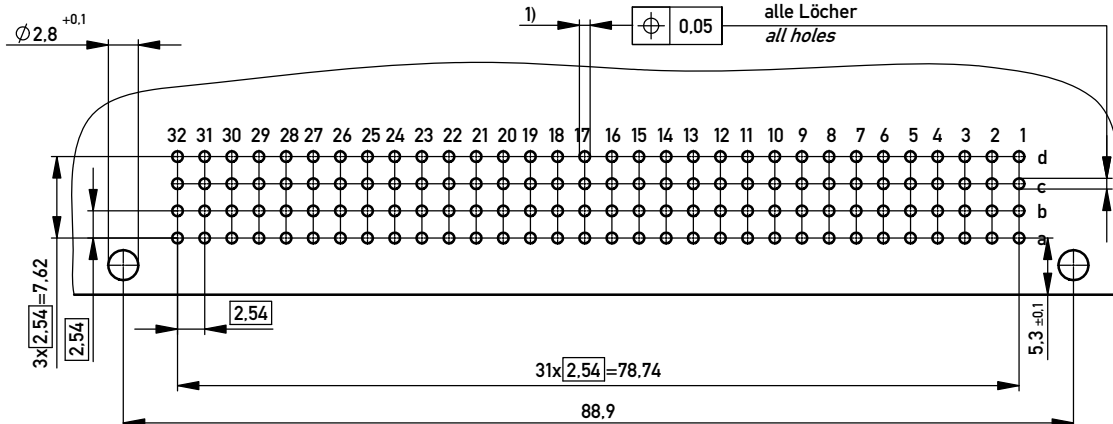 1) ⌖ 0,05 alle Löcher
all holes
⌀2,8 +0,1
32 31 30 29 28 27 26 25 24 23 22 21 20 19 18 17 16 15 14 13 12 11 10 9 8 7 6 5 4 3 2 1
d
c
b
a
3x2,54=7,62
2,54
2,54
5,3 ±0,1
31x2,54=78,74
88,9